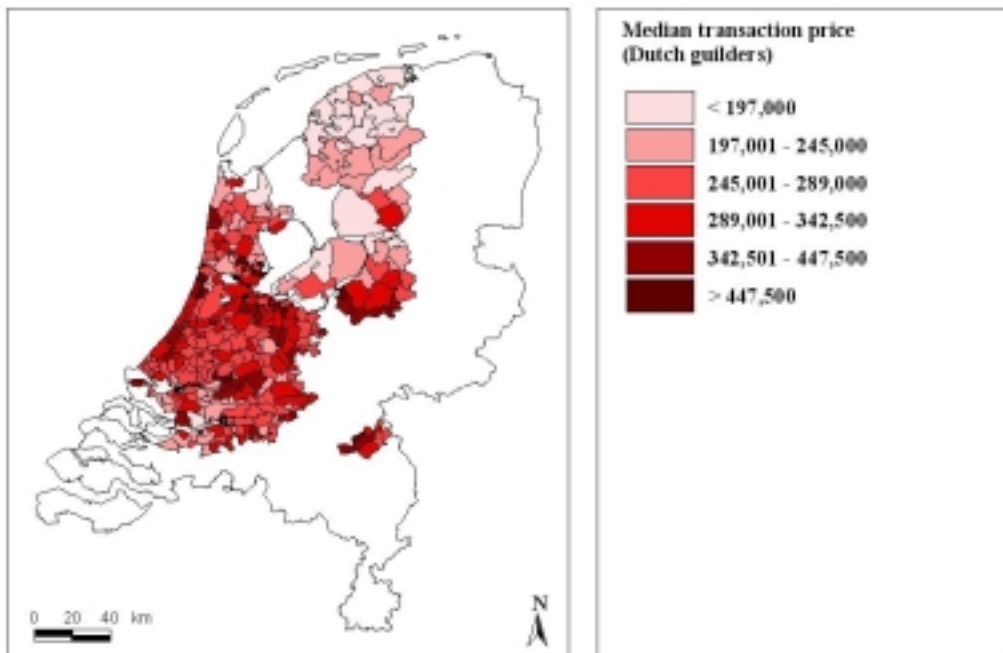 Median transaction price
(Dutch guilders)
< 197,000
197,001 - 245,000
245,001 - 289,000
289,001 - 342,500
342,501 - 447,500
> 447,500
0 20 40 km
N